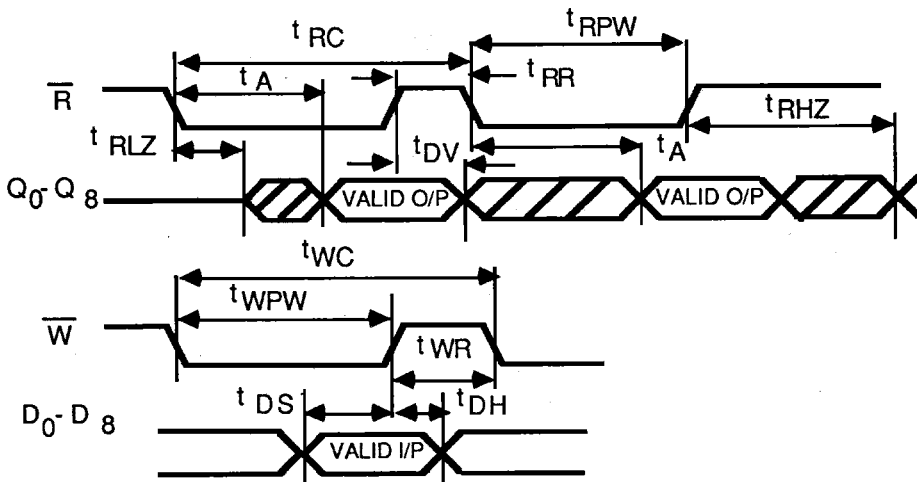 t RC
t RPW
t A
t RR
R
t RLZ
t DV
t A
t RHZ
Q0-Q 8
VALID O/P
VALID O/P
t WC
t WPW
W
t WR
t DS
t DH
D0-D 8
VALID I/P